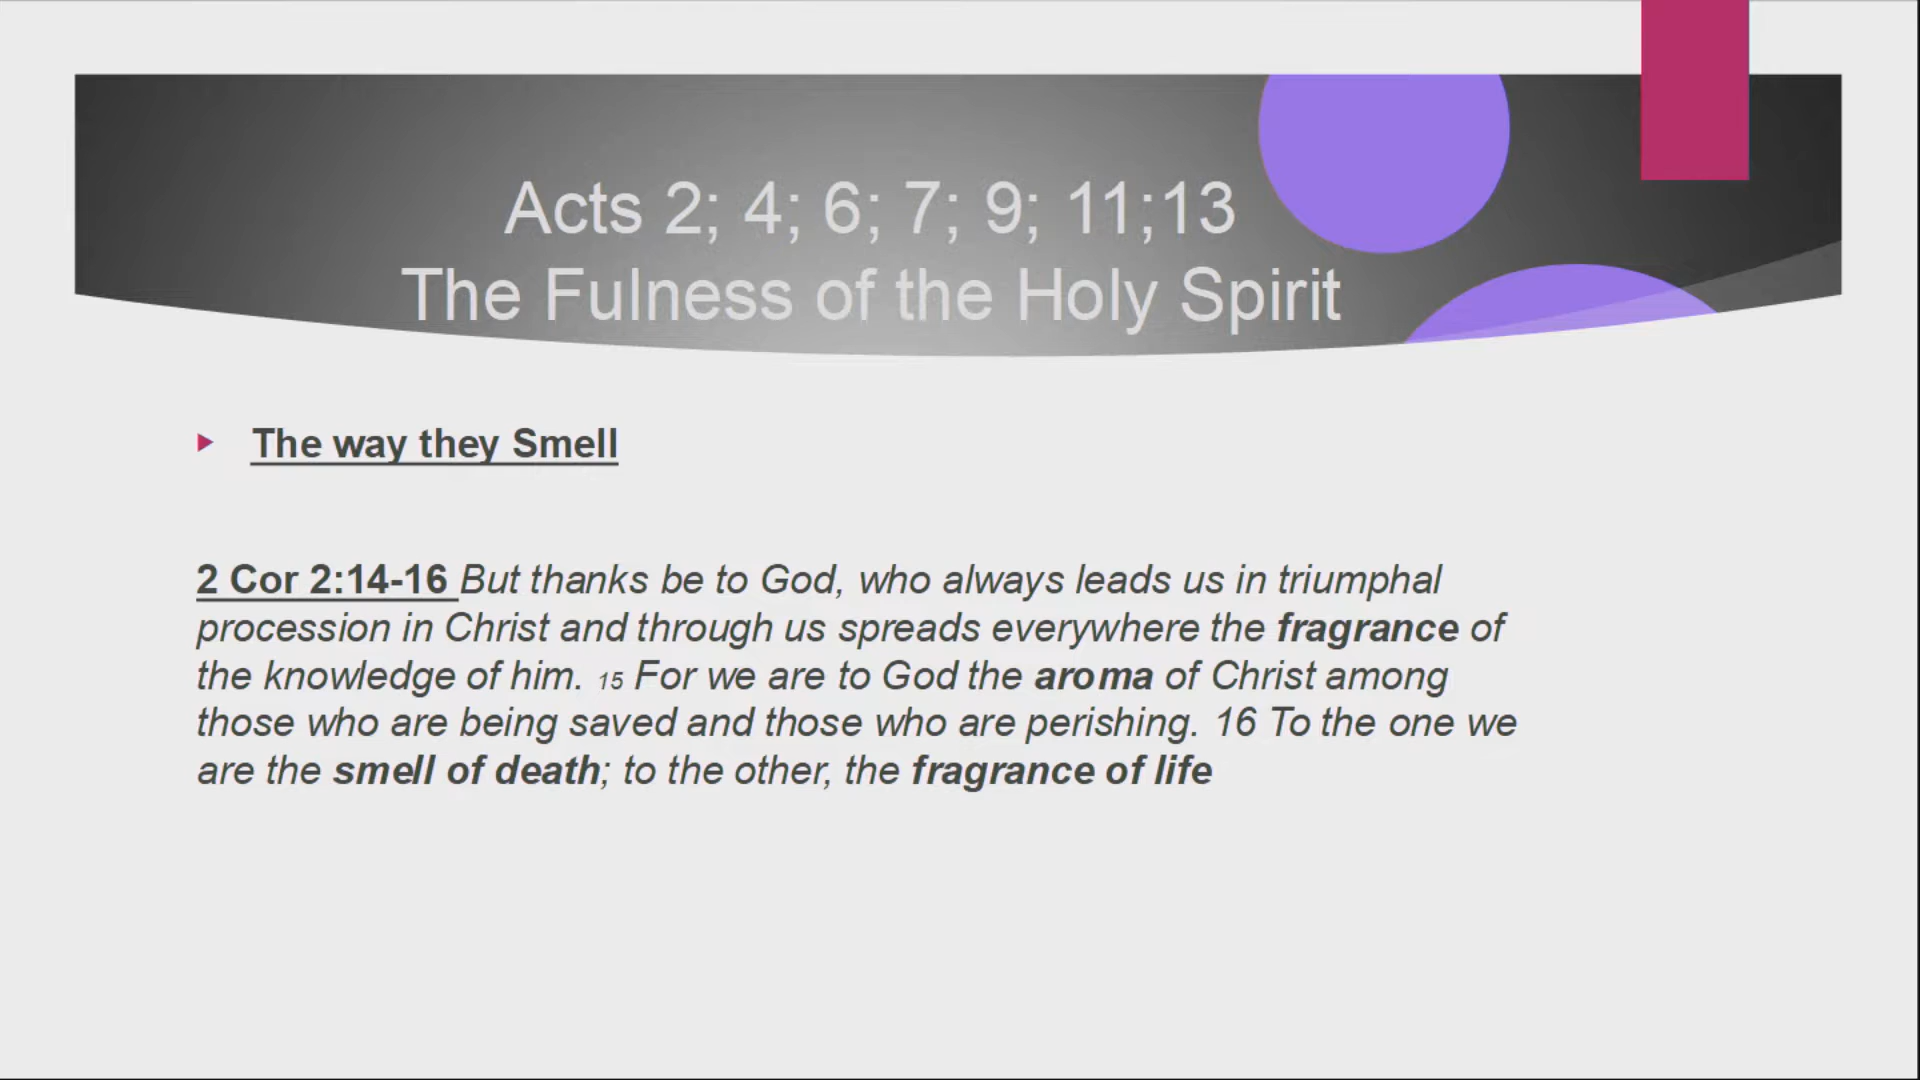 Acts 2; 4; 6; 7; 9; 11;13
The Fulness of the Holy Spirit
The way they Smell
2 Cor 2:14-16 But thanks be to God, who always leads us in triumphal
procession in Christ and through us spreads everywhere the fragrance of
the knowledge of him. 15 For we are to God the aroma of Christ among
those who are being saved and those who are perishing. 16 To the one we
are the smell of death; to the other, the fragrance of life